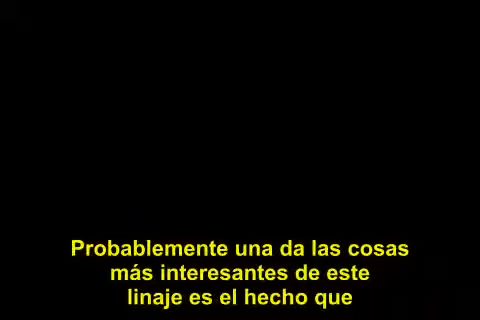 Probablemente una da las cosas
más interesantes de este
linaje es el hecho que